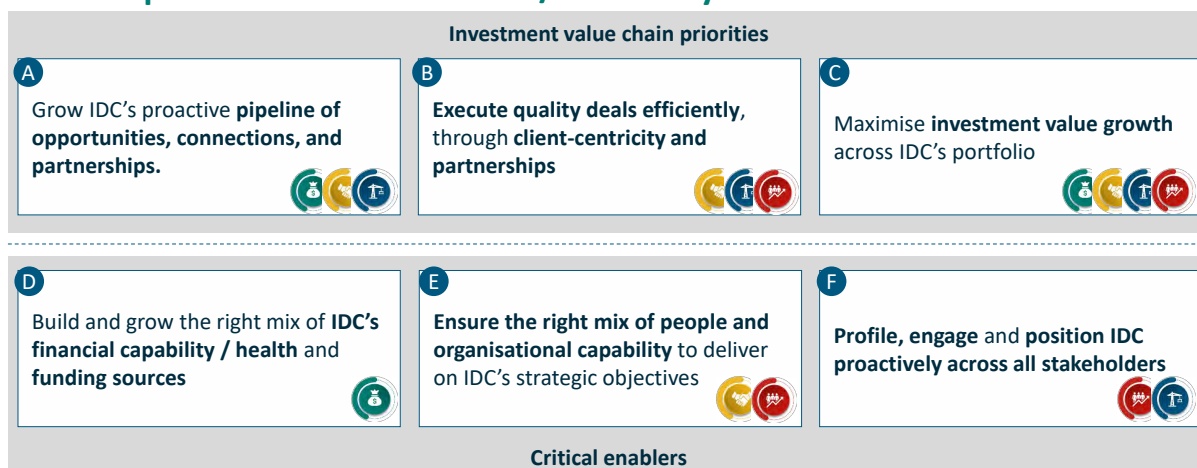 Investment value chain priorities
A
Grow IDC's proactive pipeline of
opportunities, connections, and
partnerships.
B
Execute quality deals efficiently,
through client-centricity and
partnerships
C
Maximise investment value growth
across IDC's portfolio
D
Build and grow the right mix of IDC's
financial capability / health and
funding sources
E
Ensure the right mix of people and
organisational capability to deliver
on IDC's strategic objectives
F
Profile, engage and position IDC
proactively across all stakeholders
Critical enablers